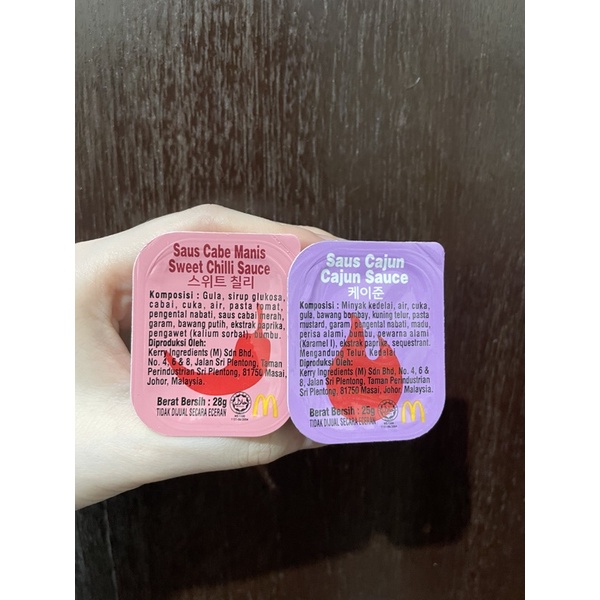 Saus Cabe Manis
Sweet Chilli Sauce
스위트 칠리
Komposisi : Gula, sirup glukosa,
cabai, cuka, air, pasta tomat,
pengental nabati, saus cabai merah,
garam, bawang putih, ekstrak paprika,
pengawet (kalium sorbat), bumbu.
Diproduksi Oleh:
Kerry Ingredients (M) Sdn Bhd,
No. 4, 6 & 8, Jalan Sri Plentong, Taman
Perindustrian Sri Plentong, 81750 Masai,
Johor, Malaysia.
Berat Bersih : 28g
TIDAK DIJUAL SECARA ECERAN
Saus Cajun
Cajun Sauce
케이준
Komposisi : Minyak kedelai, air, cuka,
gula, bawang bombay, kuning telur, pasta
mustard, garam, pengental nabati, madu,
perisa alami, bumbu, pewarna alami
(Karamel I), ekstrak paprika, sequestrant.
Mengandung Telur, Kedelai
Diproduksi Oleh:
Kerry Ingredients (M) Sdn Bhd, No. 4, 6 &
8, Jalan Sri Plentong, Taman Perindustrian
Sri Plentong, 81750 Masai, Johor, Malaysia.
Berat Bersih : 25g
TIDAK DIJUAL SECARA ECERAN